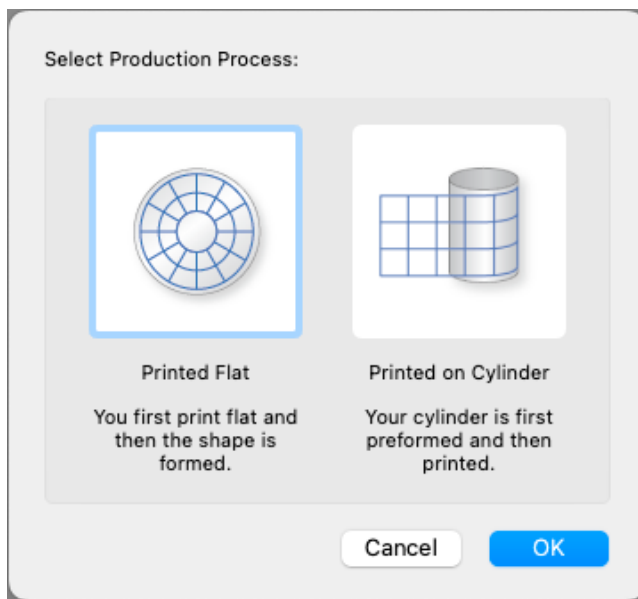 Select Production Process:
Printed Flat
You first print flat and
then the shape is
formed.
Printed on Cylinder
Your cylinder is first
preformed and then
printed.
Cancel
OK